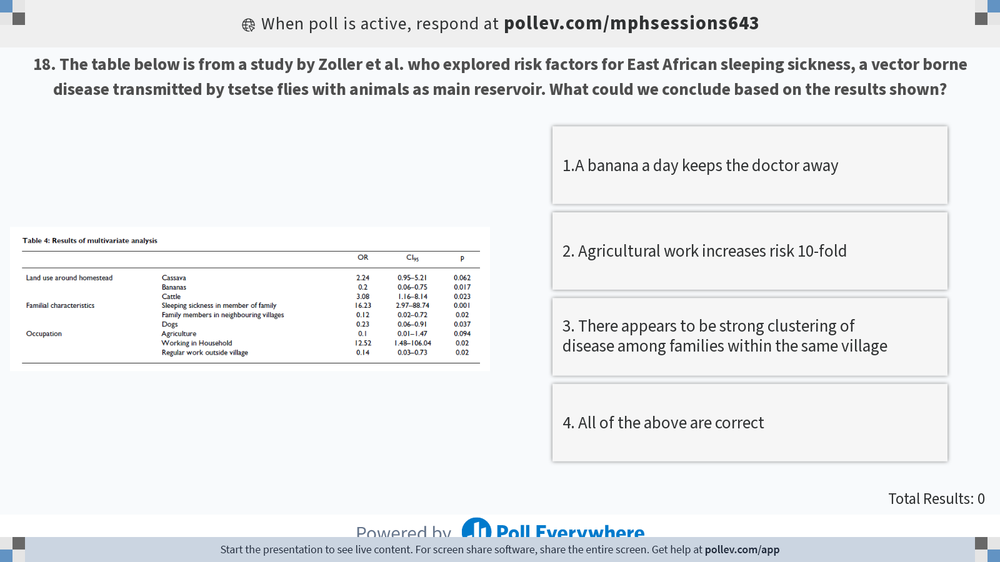 When poll is active, respond at pollev.com/mphsessions643
18. The table below is from a study by Zoller et al. who explored risk factors for East African sleeping sickness, a vector borne
disease transmitted by tsetse flies with animals as main reservoir. What could we conclude based on the results shown?
Table 4: Results of multivariate analysis
OR CI95 p
Land use around homestead Cassava 2.24 0.95–5.21 0.062
Bananas 0.2 0.06–0.75 0.017
Cattle 3.08 1.16–8.14 0.023
Familial characteristics Sleeping sickness in member of family 16.23 2.97–88.74 0.001
Family members in neighbouring villages 0.12 0.02–0.72 0.02
Dogs 0.23 0.06–0.91 0.037
Occupation Agriculture 0.1 0.01–1.47 0.094
Working in Household 12.52 1.48–106.04 0.02
Regular work outside village 0.14 0.03–0.73 0.02
1.A banana a day keeps the doctor away
2. Agricultural work increases risk 10-fold
3. There appears to be strong clustering of
disease among families within the same village
4. All of the above are correct
Total Results: 0
Powered by Poll Everywhere
Start the presentation to see live content. For screen share software, share the entire screen. Get help at pollev.com/app